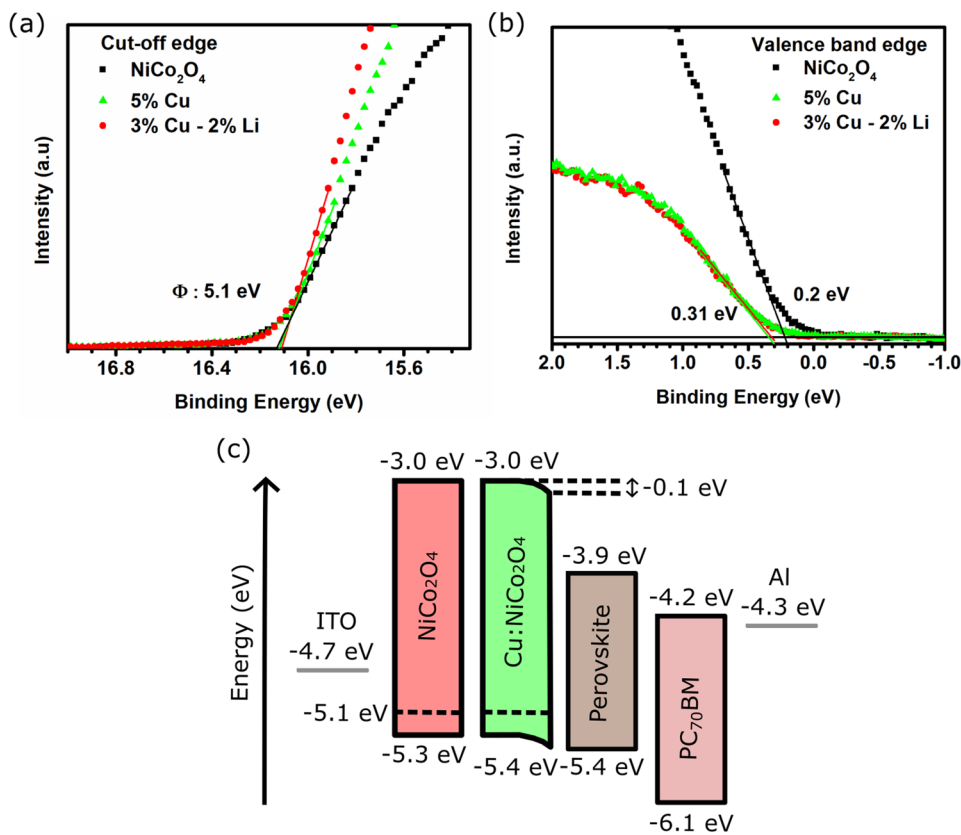 (a)
Cut-off edge
NiCo₂O₄
5% Cu
3% Cu - 2% Li
Φ : 5.1 eV
Intensity (a.u)
16.8 16.4 16.0 15.6
Binding Energy (eV)
(b)
Valence band edge
NiCo₂O₄
5% Cu
3% Cu - 2% Li
0.31 eV
0.2 eV
Intensity (a.u.)
2.0 1.5 1.0 0.5 0.0 -0.5 -1.0
Binding Energy (eV)
(c)
Energy (eV)
ITO
-4.7 eV
-3.0 eV
NiCo₂O₄
-5.1 eV
-5.3 eV
-3.0 eV
-0.1 eV
Cu:NiCo₂O₄
-5.4 eV
-3.9 eV
Perovskite
-5.4 eV
-4.2 eV
PC₇₀BM
-6.1 eV
Al
-4.3 eV